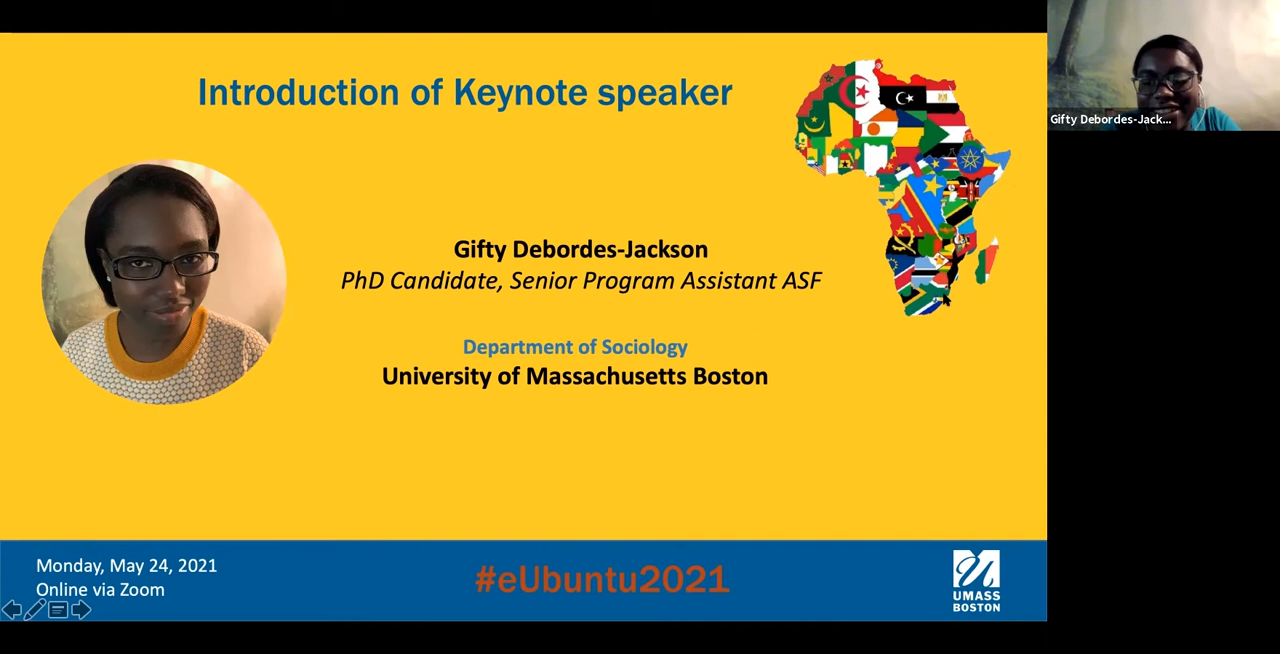 Introduction of Keynote speaker
Gifty Debordes-Jack...
Gifty Debordes-Jackson
PhD Candidate, Senior Program Assistant ASF
Department of Sociology
University of Massachusetts Boston
Monday, May 24, 2021
Online via Zoom
#eUbuntu2021
UMASS
BOSTON